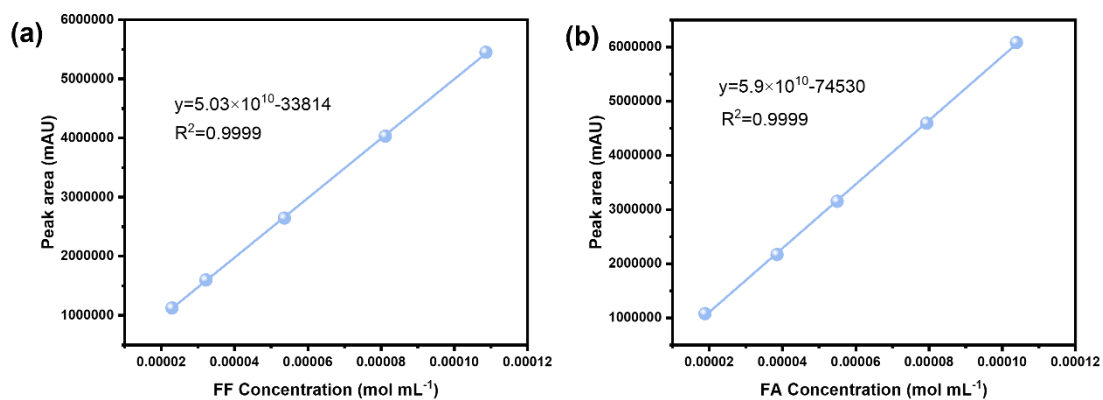 (a)
6000000
5000000
4000000
3000000
2000000
1000000
Peak area (mAU)
y=5.03×10¹⁰-33814
R²=0.9999
0.00002 0.00004 0.00006 0.00008 0.00010 0.00012
FF Concentration (mol mL⁻¹)
(b)
6000000
5000000
4000000
3000000
2000000
1000000
Peak area (mAU)
y=5.9×10¹⁰-74530
R²=0.9999
0.00002 0.00004 0.00006 0.00008 0.00010 0.00012
FA Concentration (mol mL⁻¹)